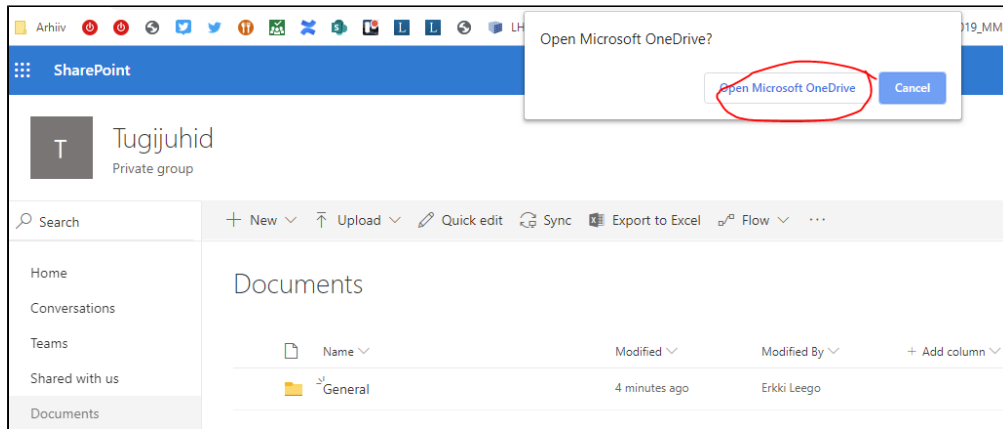 Arhiiv
L
L
LH
019_MM
Open Microsoft OneDrive?
Open Microsoft OneDrive
Cancel
SharePoint
T
Tugijuhid
Private group
Search
New
Upload
Quick edit
Sync
Export to Excel
Flow
...
Home
Conversations
Teams
Shared with us
Documents
Documents
Name
Modified
Modified By
+ Add column
General
4 minutes ago
Erkki Leego